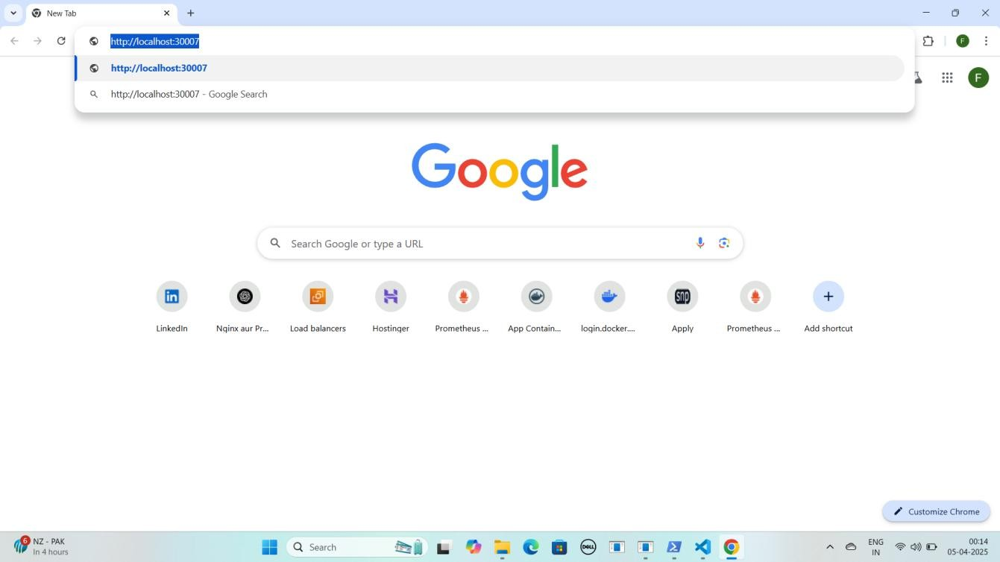 New Tab
http://localhost:30007
F
http://localhost:30007
http://localhost:30007 - Google Search
F
Google
Search Google or type a URL
LinkedIn
Nginx aur Pr...
Load balancers
Hostinger
Prometheus ...
App Contain...
login.docker....
snp
Apply
Prometheus ...
Add shortcut
Customize Chrome
6
NZ - PAK
In 4 hours
Search
DELL
ENG
IN
00:14
05-04-2025